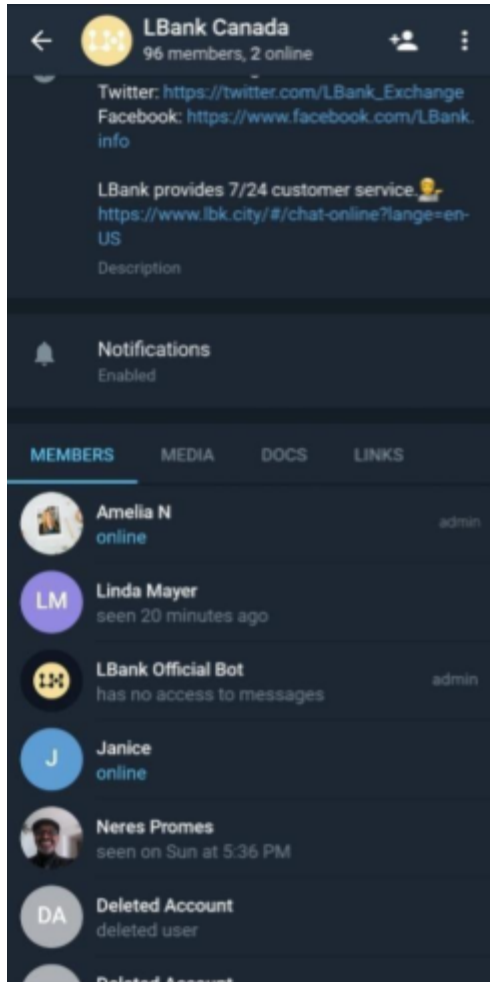 LBank Canada
96 members, 2 online
Twitter: https://twitter.com/LBank_Exchange
Facebook: https://www.facebook.com/LBank.
info
LBank provides 7/24 customer service.💁
https://www.lbk.city/#/chat-online?lange=en-
US
Description
Notifications
Enabled
MEMBERS MEDIA DOCS LINKS
Amelia N
admin
online
LM
Linda Mayer
seen 20 minutes ago
LBank Official Bot
admin
has no access to messages
J
Janice
online
Neres Promes
seen on Sun at 5:36 PM
DA
Deleted Account
deleted user
Deleted Account